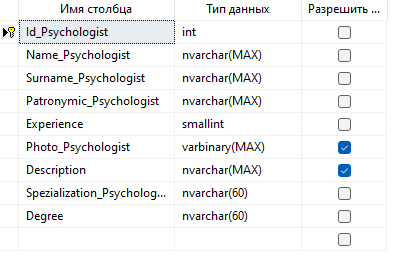 Имя столбца Тип данных Разрешить ...
Id_Psychologist int
Name_Psychologist nvarchar(MAX)
Surname_Psychologist nvarchar(MAX)
Patronymic_Psychologist nvarchar(MAX)
Experience smallint
Photo_Psychologist varbinary(MAX)
Description nvarchar(MAX)
Spezialization_Psycholog... nvarchar(60)
Degree nvarchar(60)